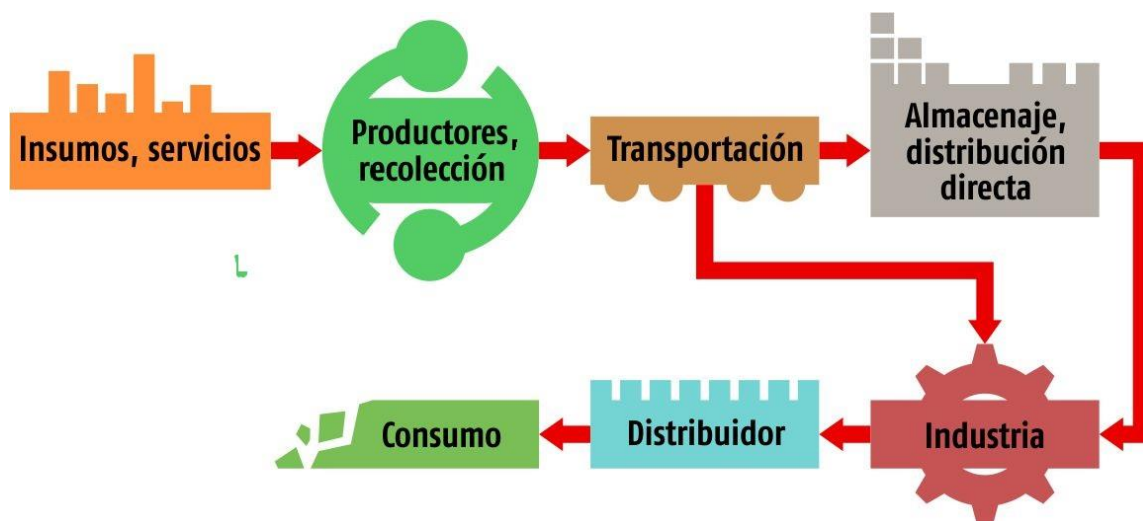 Insumos, servicios
Productores,
recolección
Transportación
Almacenaje,
distribución
directa
Consumo
Distribuidor
Industria